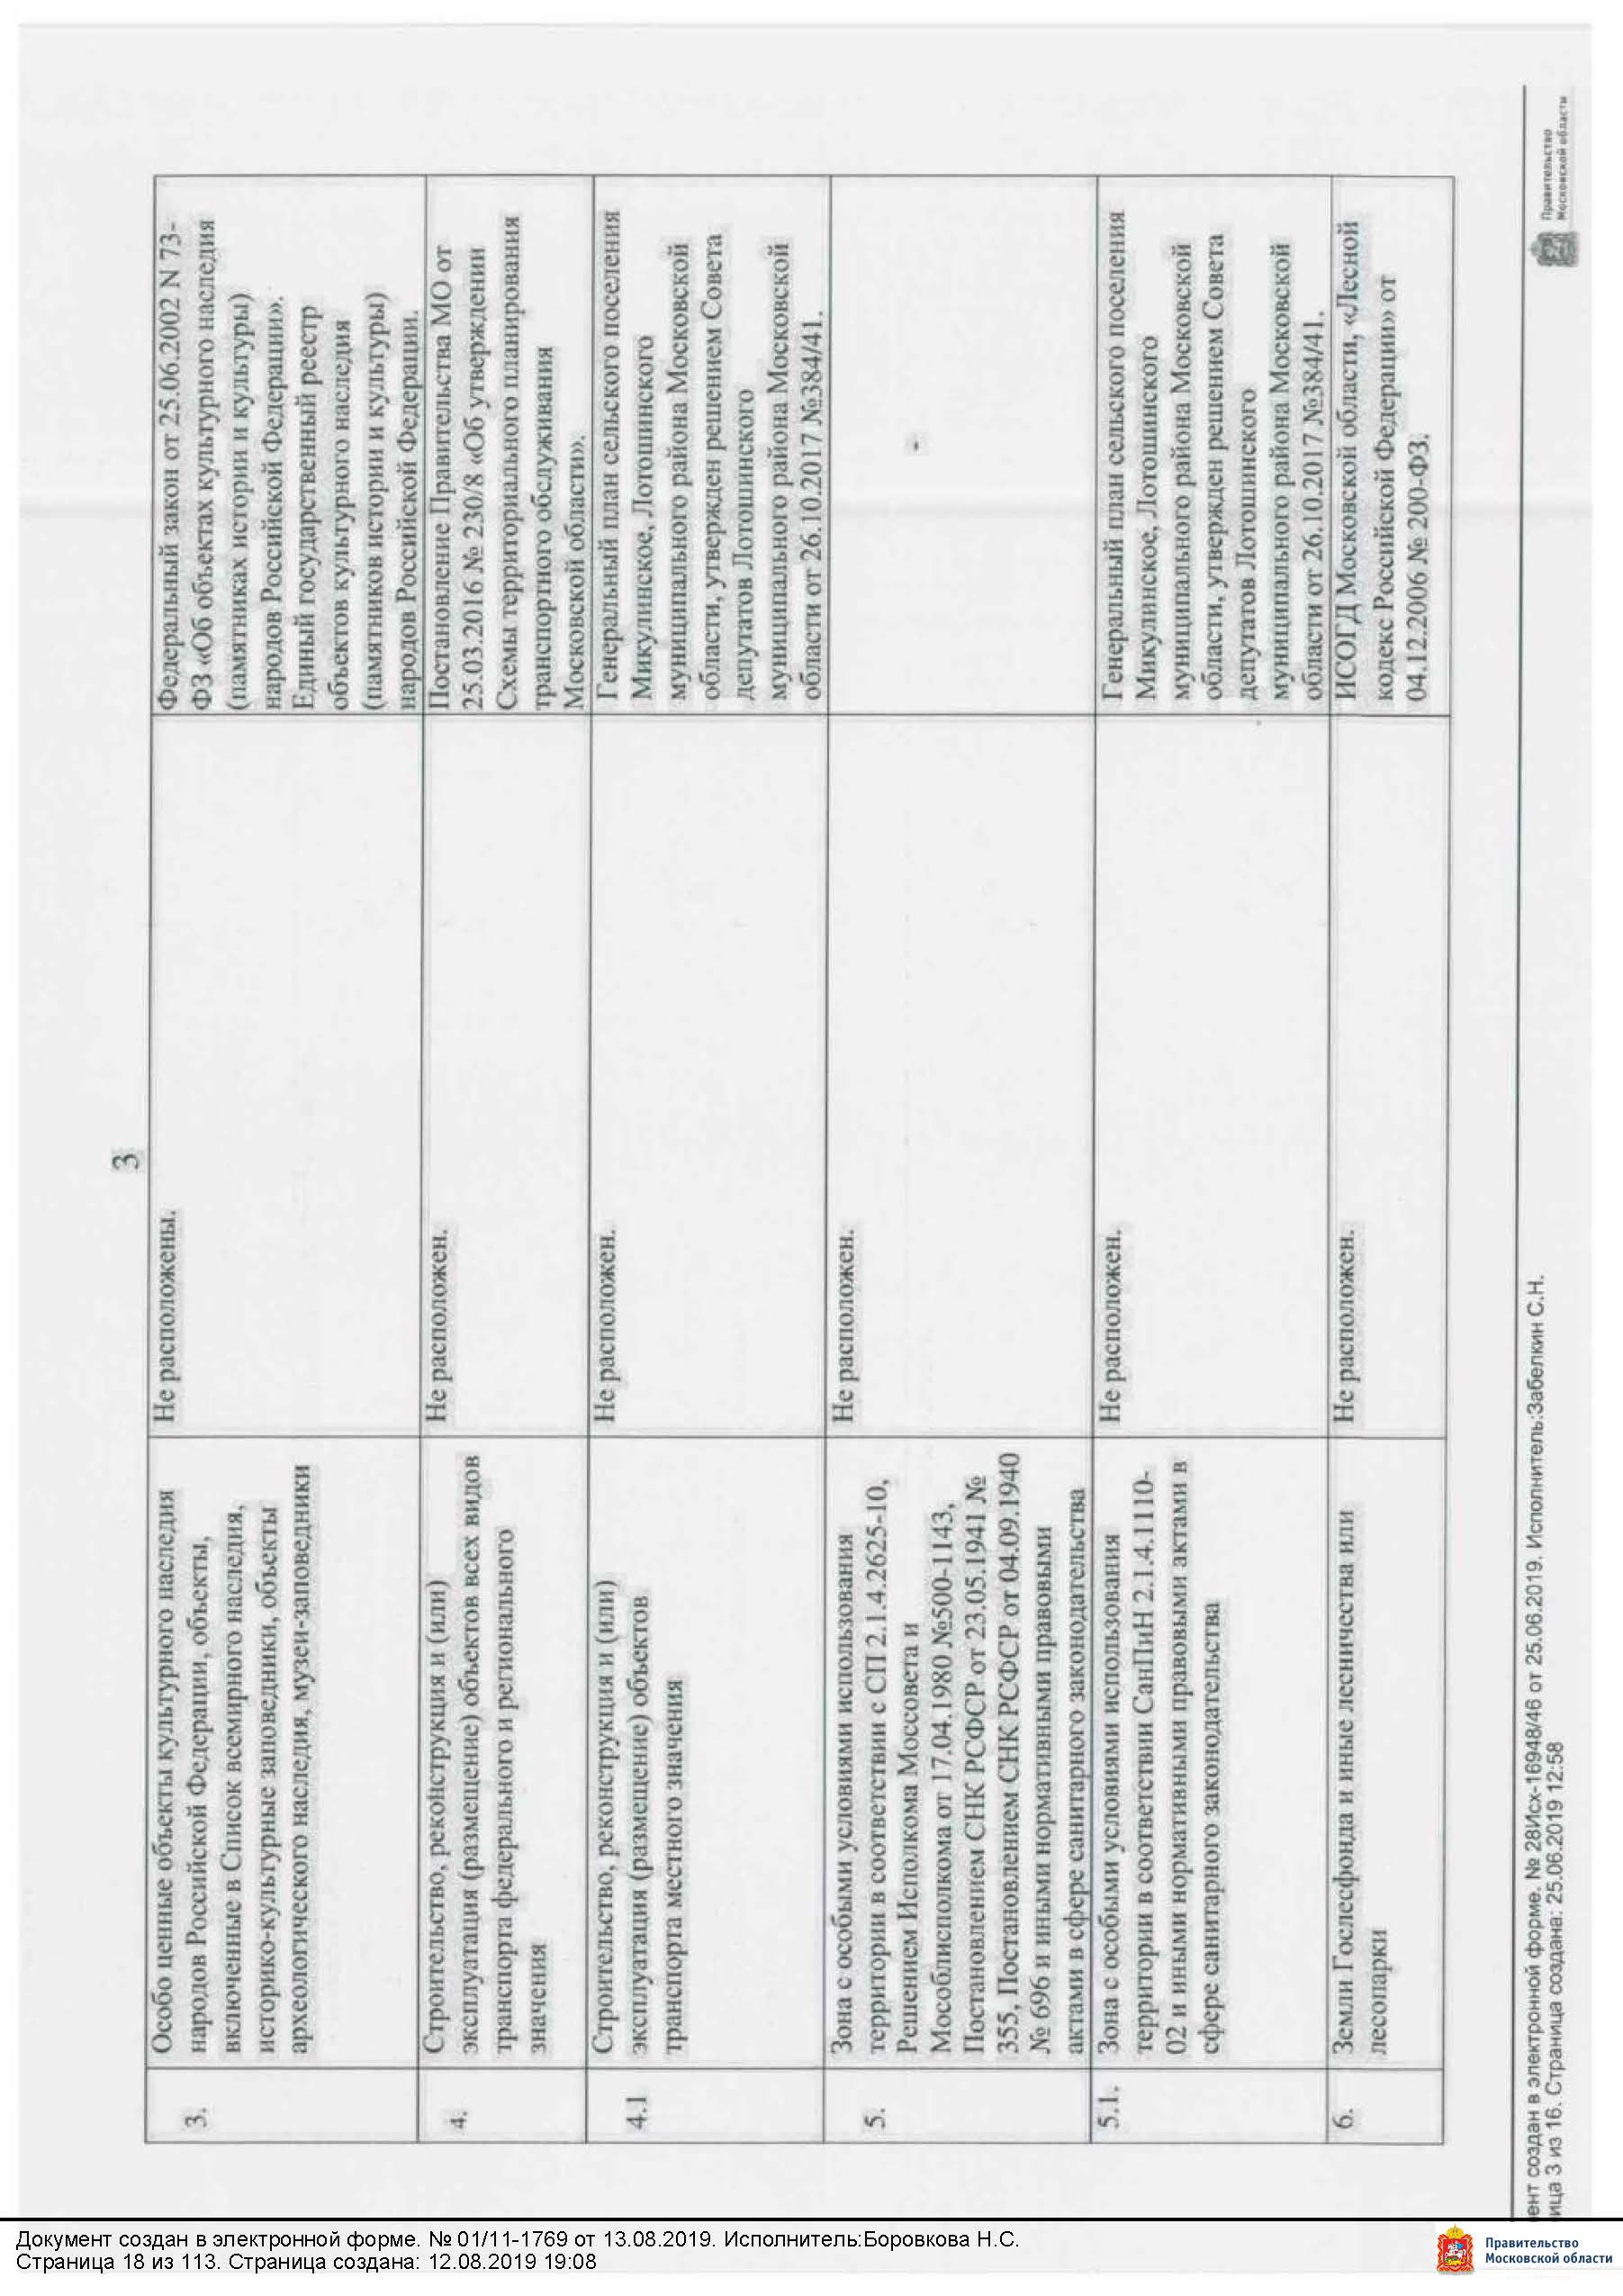 3
3.
Особо ценные объекты культурного наследия
народов Российской Федерации, объекты,
включенные в Список всемирного наследия,
историко-культурные заповедники, объекты
археологического наследия, музеи-заповедники
Не расположены.
Федеральный закон от 25.06.2002 N 73-
ФЗ «Об объектах культурного наследия
(памятниках истории и культуры)
народов Российской Федерации».
Единый государственный реестр
объектов культурного наследия
(памятников истории и культуры)
народов Российской Федерации.
4.
Строительство, реконструкция и (или)
эксплуатация (размещение) объектов всех видов
транспорта федерального и регионального
значения
Не расположен.
Постановление Правительства МО от
25.03.2016 № 230/8 «Об утверждении
Схемы территориального планирования
транспортного обслуживания
Московской области».
4.1
Строительство, реконструкция и (или)
эксплуатация (размещение) объектов
транспорта местного значения
Не расположен.
Генеральный план сельского поселения
Микулинское, Лотошинского
муниципального района Московской
области, утвержден решением Совета
депутатов Лотошинского
муниципального района Московской
области от 26.10.2017 №384/41.
5.
Зона с особыми условиями использования
территории в соответствии с СП 2.1.4.2625-10,
Решением Исполкома Моссовета и
Мособлисполкома от 17.04.1980 №500-1143,
Постановлением СНК РСФСР от 23.05.1941 №
355, Постановлением СНК РСФСР от 04.09.1940
№ 696 и иными нормативными правовыми
актами в сфере санитарного законодательства
Не расположен.
-
5.1.
Зона с особыми условиями использования
территории в соответствии СанПиН 2.1.4.1110-
02 и иными нормативными правовыми актами в
сфере санитарного законодательства
Не расположен.
Генеральный план сельского поселения
Микулинское, Лотошинского
муниципального района Московской
области, утвержден решением Совета
депутатов Лотошинского
муниципального района Московской
области от 26.10.2017 №384/41.
6.
Земли Гослесфонда и иные лесничества или
лесопарки
Не расположен.
ИСОГД Московской области, «Лесной
кодекс Российской Федерации» от
04.12.2006 № 200-ФЗ.
ент создан в электронной форме. № 28Исх-16948/46 от 25.06.2019. Исполнитель:Забелкин С.Н.
ица 3 из 16. Страница создана: 25.06.2019 12:58
Правительство
Московской области
Документ создан в электронной форме. № 01/11-1769 от 13.08.2019. Исполнитель:Боровкова Н.С.
Страница 18 из 113. Страница создана: 12.08.2019 19:08
Правительство
Московской области